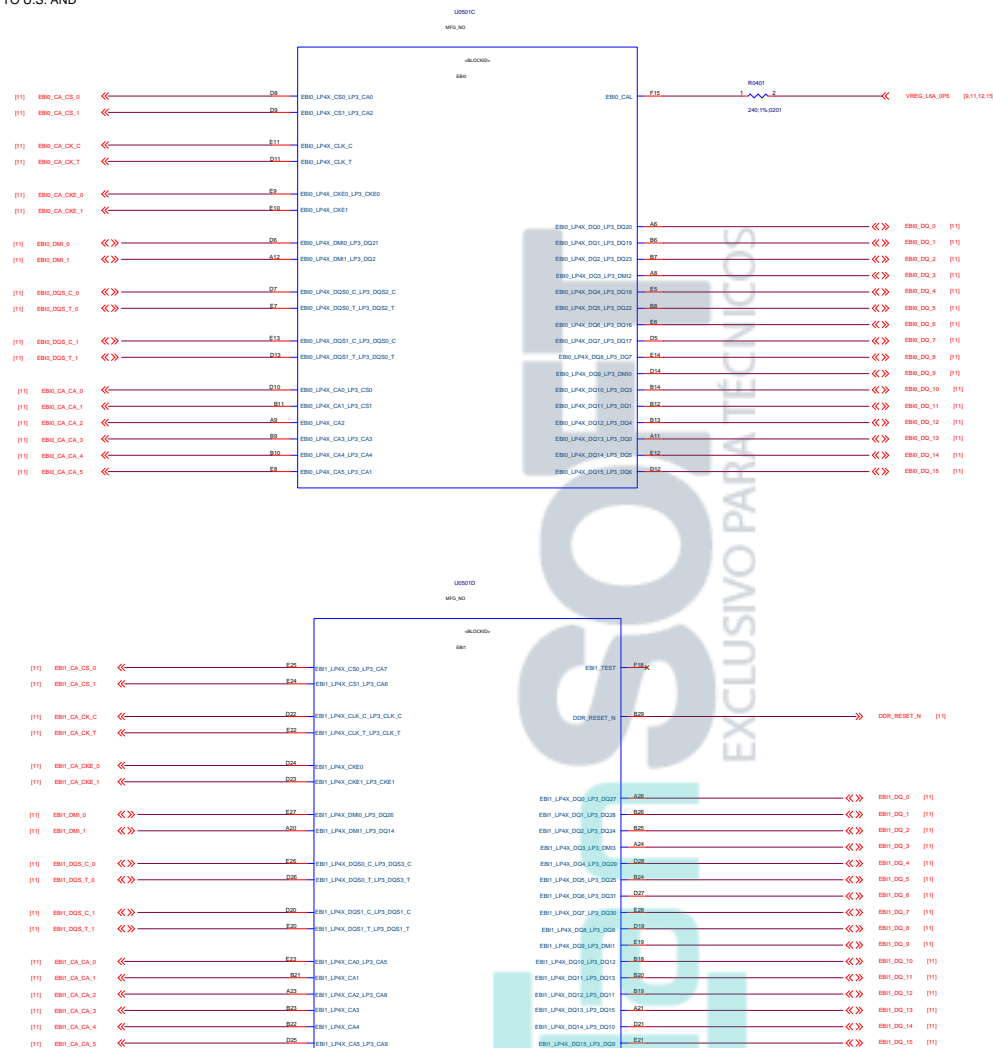 TO U.S. AND
U0501C
MFG_NO
<BLOCKID>
EBI0
[11] EBI0_CA_CS_0 D8 EBI0_LP4X_CS0_LP3_CA0
[11] EBI0_CA_CS_1 D9 EBI0_LP4X_CS1_LP3_CA2
[11] EBI0_CA_CK_C E11 EBI0_LP4X_CLK_C
[11] EBI0_CA_CK_T D11 EBI0_LP4X_CLK_T
[11] EBI0_CA_CKE_0 E9 EBI0_LP4X_CKE0_LP3_CKE0
[11] EBI0_CA_CKE_1 E10 EBI0_LP4X_CKE1
[11] EBI0_DMI_0 D6 EBI0_LP4X_DMI0_LP3_DQ21
[11] EBI0_DMI_1 A12 EBI0_LP4X_DMI1_LP3_DQ2
[11] EBI0_DQS_C_0 D7 EBI0_LP4X_DQS0_C_LP3_DQS2_C
[11] EBI0_DQS_T_0 E7 EBI0_LP4X_DQS0_T_LP3_DQS2_T
[11] EBI0_DQS_C_1 E13 EBI0_LP4X_DQS1_C_LP3_DQS0_C
[11] EBI0_DQS_T_1 D13 EBI0_LP4X_DQS1_T_LP3_DQS0_T
[11] EBI0_CA_CA_0 D10 EBI0_LP4X_CA0_LP3_CS0
[11] EBI0_CA_CA_1 B11 EBI0_LP4X_CA1_LP3_CS1
[11] EBI0_CA_CA_2 A9 EBI0_LP4X_CA2
[11] EBI0_CA_CA_3 B9 EBI0_LP4X_CA3_LP3_CA3
[11] EBI0_CA_CA_4 B10 EBI0_LP4X_CA4_LP3_CA4
[11] EBI0_CA_CA_5 E8 EBI0_LP4X_CA5_LP3_CA1
R0401
EBI0_CAL F15 1 2 VREG_L6A_0P6 [9,11,12,15]
240;1%;0201
EBI0_LP4X_DQ0_LP3_DQ20 A6 EBI0_DQ_0 [11]
EBI0_LP4X_DQ1_LP3_DQ19 B6 EBI0_DQ_1 [11]
EBI0_LP4X_DQ2_LP3_DQ23 B7 EBI0_DQ_2 [11]
EBI0_LP4X_DQ3_LP3_DMI2 A8 EBI0_DQ_3 [11]
EBI0_LP4X_DQ4_LP3_DQ18 E5 EBI0_DQ_4 [11]
EBI0_LP4X_DQ5_LP3_DQ22 B8 EBI0_DQ_5 [11]
EBI0_LP4X_DQ6_LP3_DQ16 E6 EBI0_DQ_6 [11]
EBI0_LP4X_DQ7_LP3_DQ17 D5 EBI0_DQ_7 [11]
EBI0_LP4X_DQ8_LP3_DQ7 E14 EBI0_DQ_8 [11]
EBI0_LP4X_DQ9_LP3_DMI0 D14 EBI0_DQ_9 [11]
EBI0_LP4X_DQ10_LP3_DQ3 B14 EBI0_DQ_10 [11]
EBI0_LP4X_DQ11_LP3_DQ1 B12 EBI0_DQ_11 [11]
EBI0_LP4X_DQ12_LP3_DQ4 B13 EBI0_DQ_12 [11]
EBI0_LP4X_DQ13_LP3_DQ0 A11 EBI0_DQ_13 [11]
EBI0_LP4X_DQ14_LP3_DQ5 E12 EBI0_DQ_14 [11]
EBI0_LP4X_DQ15_LP3_DQ6 D12 EBI0_DQ_15 [11]
EXCLUSIVO PARA TÉCNICOS
U0501D
MFG_NO
<BLOCKID>
EBI1
[11] EBI1_CA_CS_0 E25 EBI1_LP4X_CS0_LP3_CA7
[11] EBI1_CA_CS_1 E24 EBI1_LP4X_CS1_LP3_CA6
[11] EBI1_CA_CK_C D22 EBI1_LP4X_CLK_C_LP3_CLK_C
[11] EBI1_CA_CK_T E22 EBI1_LP4X_CLK_T_LP3_CLK_T
[11] EBI1_CA_CKE_0 D24 EBI1_LP4X_CKE0
[11] EBI1_CA_CKE_1 D23 EBI1_LP4X_CKE1_LP3_CKE1
[11] EBI1_DMI_0 E27 EBI1_LP4X_DMI0_LP3_DQ26
[11] EBI1_DMI_1 A20 EBI1_LP4X_DMI1_LP3_DQ14
[11] EBI1_DQS_C_0 E26 EBI1_LP4X_DQS0_C_LP3_DQS3_C
[11] EBI1_DQS_T_0 D26 EBI1_LP4X_DQS0_T_LP3_DQS3_T
[11] EBI1_DQS_C_1 D20 EBI1_LP4X_DQS1_C_LP3_DQS1_C
[11] EBI1_DQS_T_1 E20 EBI1_LP4X_DQS1_T_LP3_DQS1_T
[11] EBI1_CA_CA_0 E23 EBI1_LP4X_CA0_LP3_CA5
[11] EBI1_CA_CA_1 B21 EBI1_LP4X_CA1
[11] EBI1_CA_CA_2 A23 EBI1_LP4X_CA2_LP3_CA8
[11] EBI1_CA_CA_3 B23 EBI1_LP4X_CA3
[11] EBI1_CA_CA_4 B22 EBI1_LP4X_CA4
[11] EBI1_CA_CA_5 D25 EBI1_LP4X_CA5_LP3_CA9
EBI1_TEST F18
DDR_RESET_N B29 DDR_RESET_N [11]
EBI1_LP4X_DQ0_LP3_DQ27 A26 EBI1_DQ_0 [11]
EBI1_LP4X_DQ1_LP3_DQ28 B26 EBI1_DQ_1 [11]
EBI1_LP4X_DQ2_LP3_DQ24 B25 EBI1_DQ_2 [11]
EBI1_LP4X_DQ3_LP3_DMI3 A24 EBI1_DQ_3 [11]
EBI1_LP4X_DQ4_LP3_DQ29 D28 EBI1_DQ_4 [11]
EBI1_LP4X_DQ5_LP3_DQ25 B24 EBI1_DQ_5 [11]
EBI1_LP4X_DQ6_LP3_DQ31 D27 EBI1_DQ_6 [11]
EBI1_LP4X_DQ7_LP3_DQ30 E28 EBI1_DQ_7 [11]
EBI1_LP4X_DQ8_LP3_DQ8 D19 EBI1_DQ_8 [11]
EBI1_LP4X_DQ9_LP3_DMI1 E19 EBI1_DQ_9 [11]
EBI1_LP4X_DQ10_LP3_DQ12 B18 EBI1_DQ_10 [11]
EBI1_LP4X_DQ11_LP3_DQ13 B20 EBI1_DQ_11 [11]
EBI1_LP4X_DQ12_LP3_DQ11 B19 EBI1_DQ_12 [11]
EBI1_LP4X_DQ13_LP3_DQ15 A21 EBI1_DQ_13 [11]
EBI1_LP4X_DQ14_LP3_DQ10 D21 EBI1_DQ_14 [11]
EBI1_LP4X_DQ15_LP3_DQ9 E21 EBI1_DQ_15 [11]